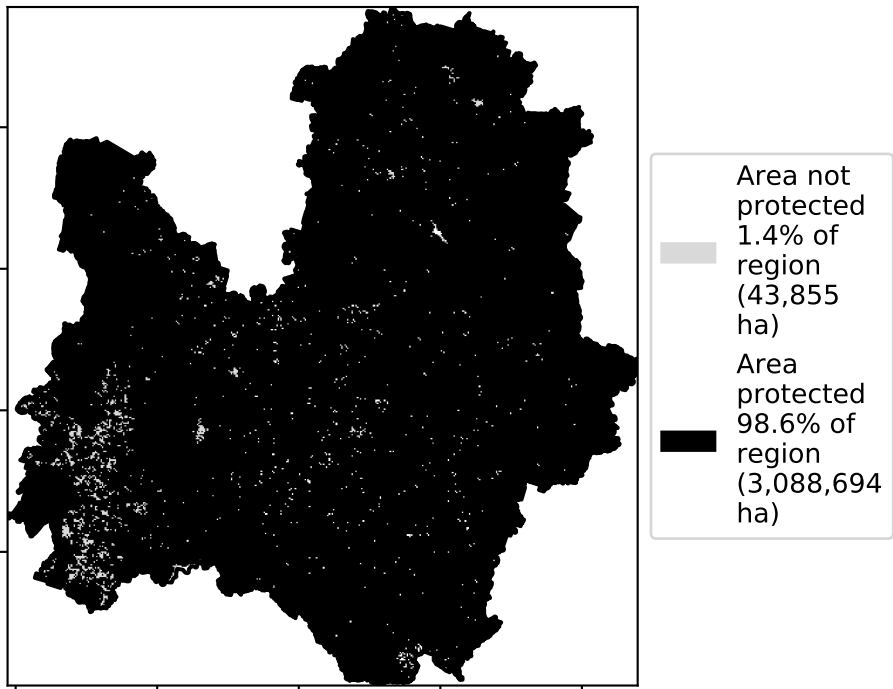 Area not
protected
1.4% of
region
(43,855
ha)
Area
protected
98.6% of
region
(3,088,694
ha)